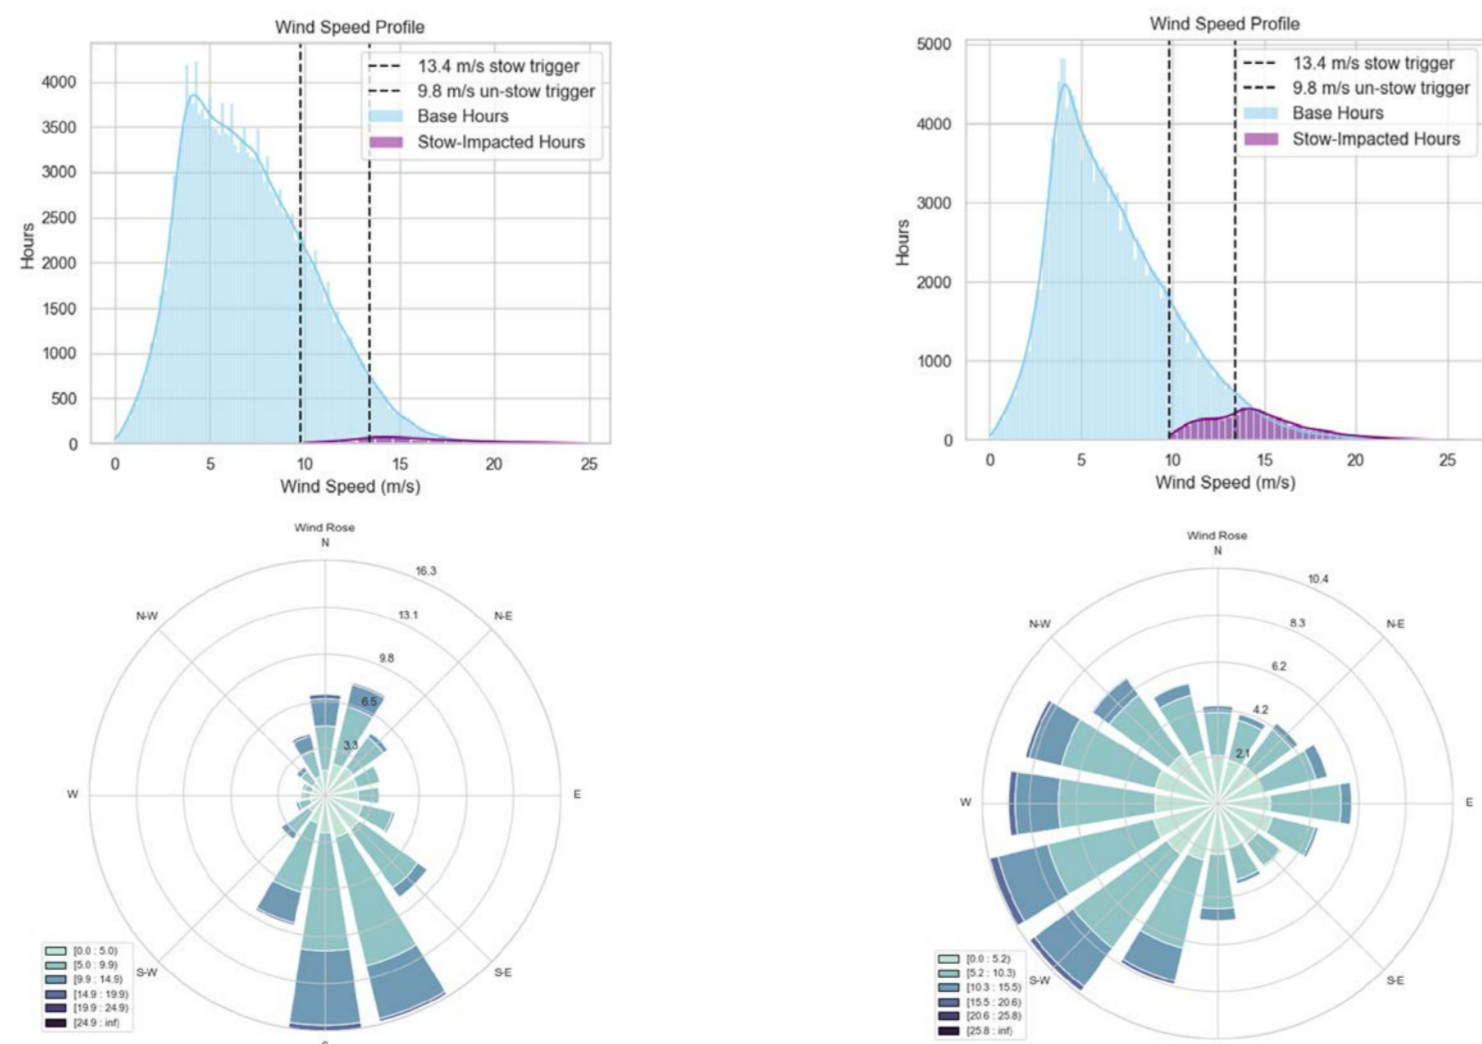 Wind Speed Profile
13.4 m/s stow trigger
9.8 m/s un-stow trigger
Base Hours
Stow-Impacted Hours
4000
3500
3000
2500
2000
1500
1000
500
0
Hours
0 5 10 15 20 25
Wind Speed (m/s)
Wind Speed Profile
13.4 m/s stow trigger
9.8 m/s un-stow trigger
Base Hours
Stow-Impacted Hours
5000
4000
3000
2000
1000
0
Hours
0 5 10 15 20 25
Wind Speed (m/s)
Wind Rose
N
16.3
13.1
9.8
6.5
3.3
N-W
N-E
W
E
S-W
S-E
[0.0 : 5.0)
[5.0 : 9.9)
[9.9 : 14.9)
[14.9 : 19.9)
[19.9 : 24.9)
[24.9 : inf)
Wind Rose
N
10.4
8.3
6.2
4.2
2.1
N-W
N-E
W
E
S-W
S-E
[0.0 : 5.2)
[5.2 : 10.3)
[10.3 : 15.5)
[15.5 : 20.6)
[20.6 : 25.8)
[25.8 : inf)